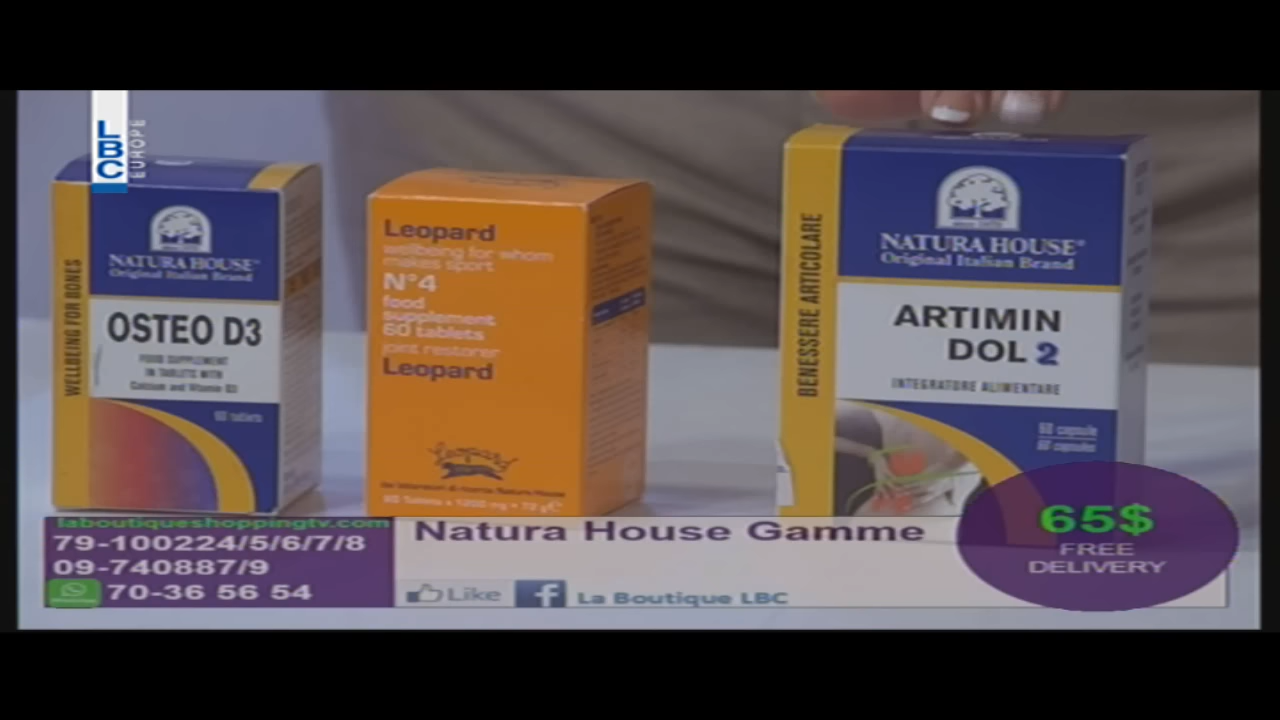 LBC
EUROPE
WELLBEING FOR BONES
NATURA HOUSE
Original Italian Brand
OSTEO D3
FOOD SUPPLEMENT
IN TABLETS WITH
Calcium and Vitamin D3
60 tablets
Leopard
wellbeing for whom
makes sport
N°4
food
supplement
60 tablets
joint restorer
Leopard
leopard
BENESSERE ARTICOLARE
NATURA HOUSE®
Original Italian Brand
ARTIMIN
DOL 2
INTEGRATORE ALIMENTARE
60 capsule
60 capsules
laboutiqueshoppingtv.com
79-100224/5/6/7/8
09-740887/9
70-36 56 54
Natura House Gamme
Like
f
La Boutique LBC
65$
FREE
DELIVERY